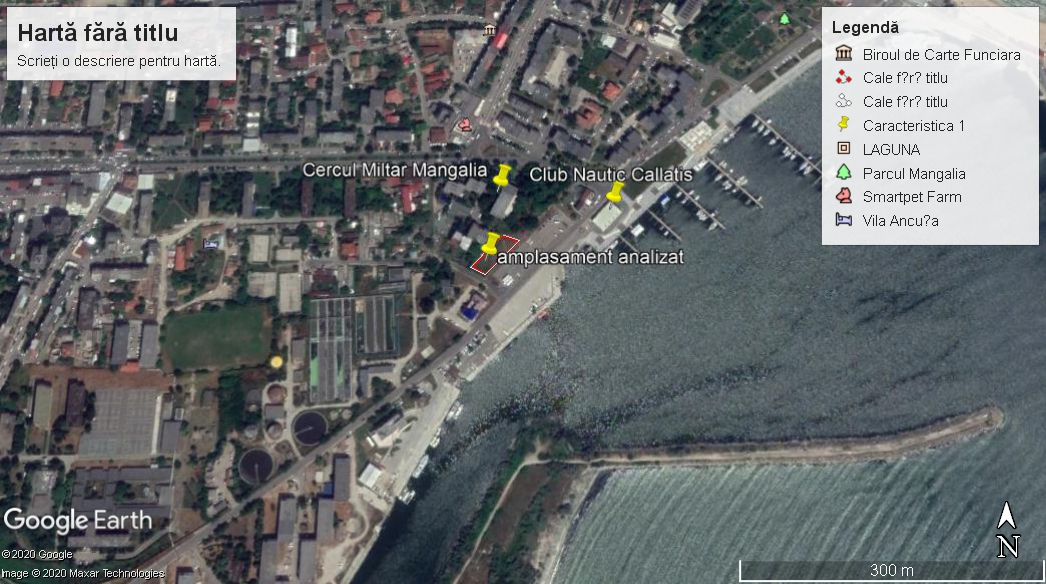 Hartă fără titlu
Scrieți o descriere pentru hartă.
Legendă
Biroul de Carte Funciara
Cale f?r? titlu
Cale f?r? titlu
Caracteristica 1
LAGUNA
Parcul Mangalia
Smartpet Farm
Vila Ancu?a
Cercul Miltar Mangalia
Club Nautic Callatis
amplasament analizat
Google Earth
©2020 Google
Image © 2020 Maxar Technologies
N
300 m